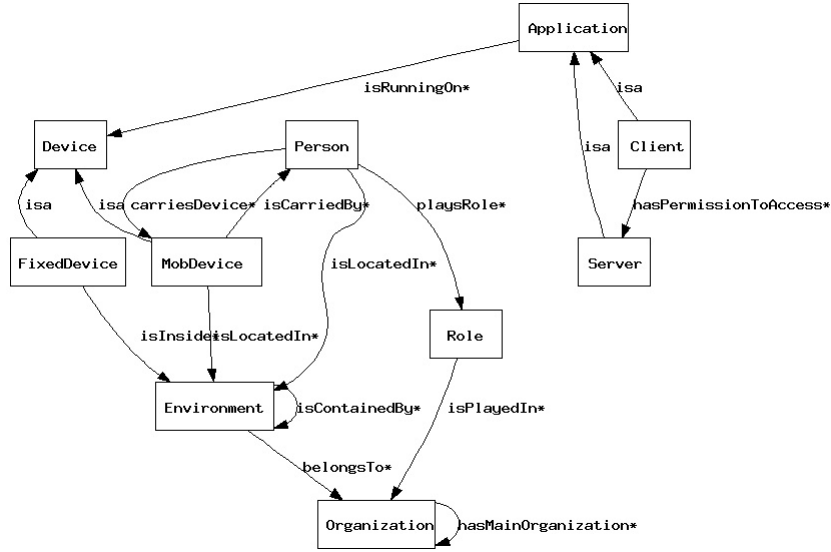 Application
isRunningOn*
isa
Device
Person
isa
Client
isa
isa
carriesDevice*
isCarriedBy*
playsRole*
hasPermissionToAccess*
FixedDevice
MobDevice
isLocatedIn*
Server
isInside*
isLocatedIn*
Role
Environment
isContainedBy*
isPlayedIn*
belongsTo*
Organization
hasMainOrganization*